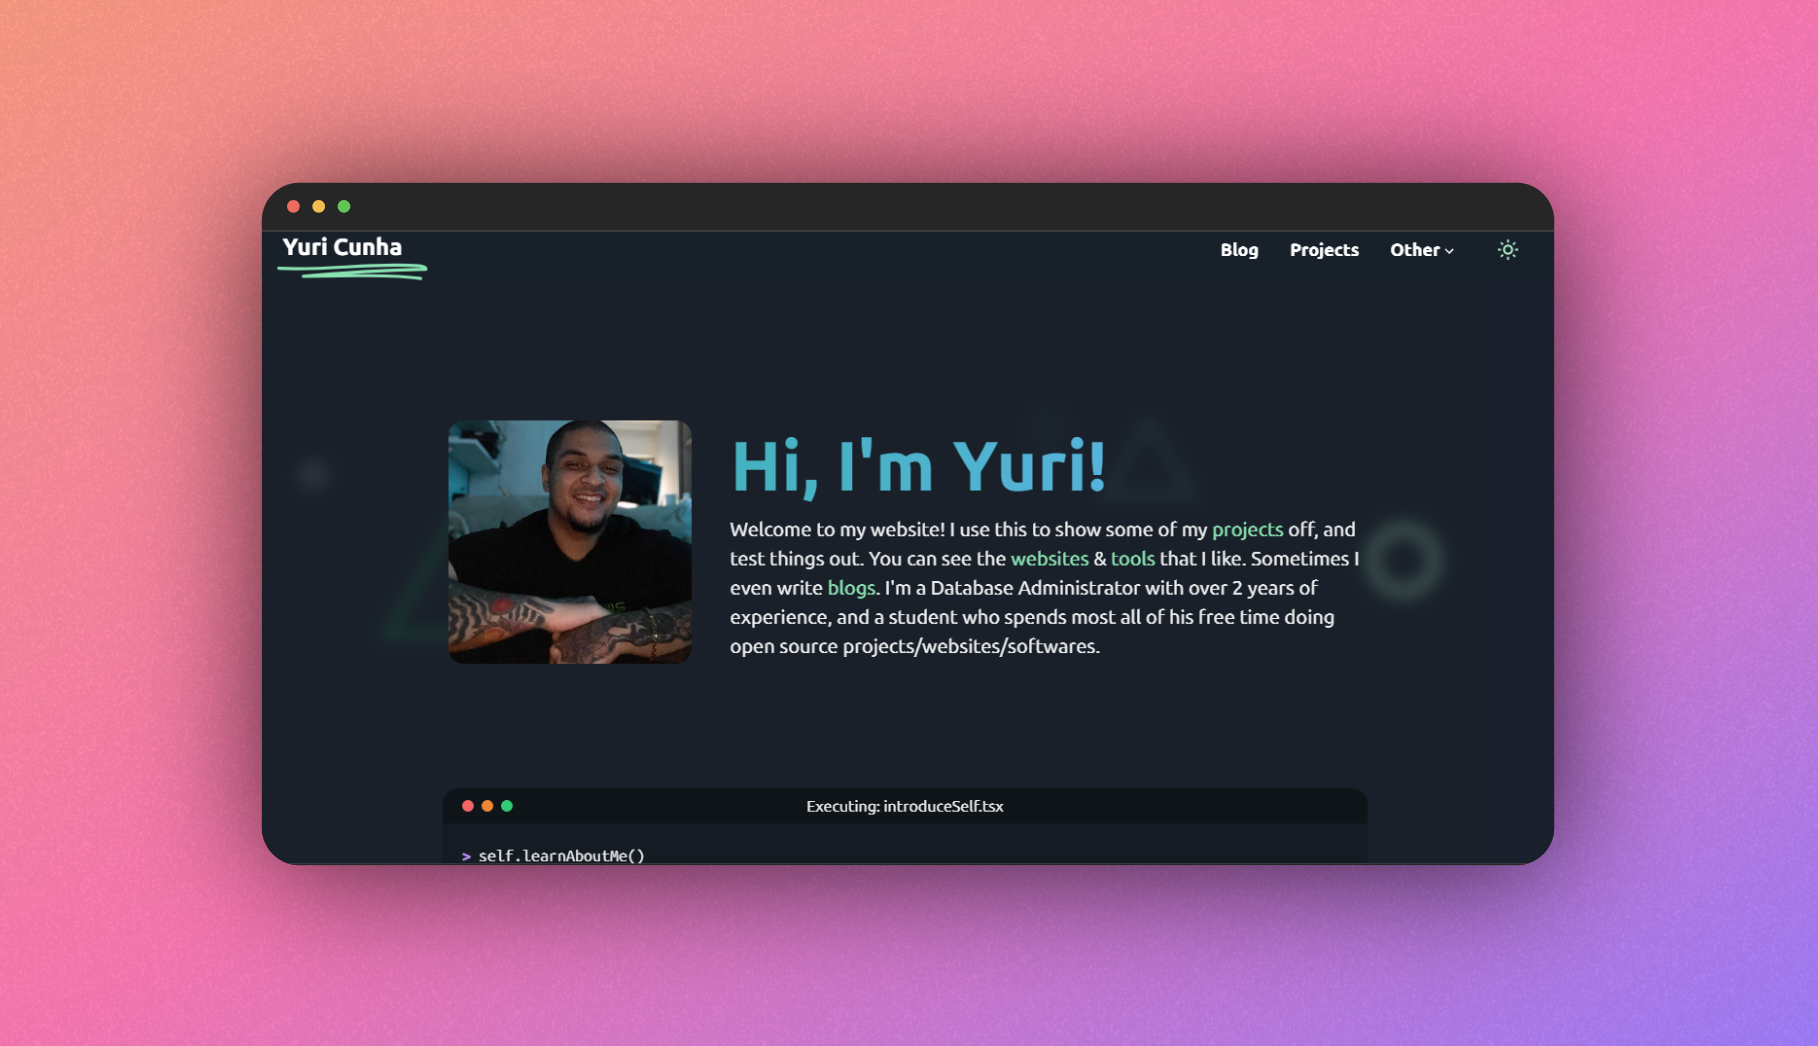 Yuri Cunha
Blog
Projects
Other
Hi, I'm Yuri!
Welcome to my website! I use this to show some of my projects off, and
test things out. You can see the websites & tools that I like. Sometimes I
even write blogs. I'm a Database Administrator with over 2 years of
experience, and a student who spends most all of his free time doing
open source projects/websites/softwares.
Executing: introduceSelf.tsx
> self.learnAboutMe()